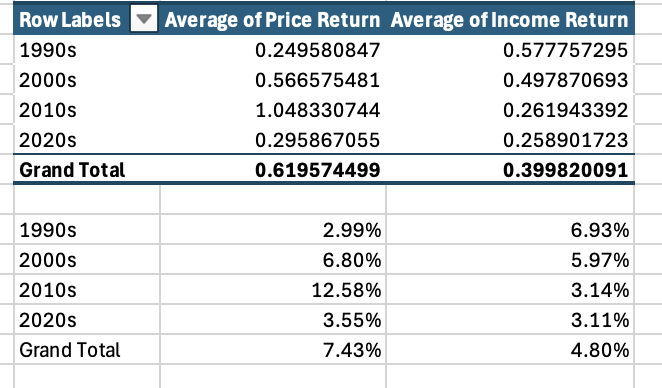 Row Labels Average of Price Return Average of Income Return
1990s 0.249580847 0.577757295
2000s 0.566575481 0.497870693
2010s 1.048330744 0.261943392
2020s 0.295867055 0.258901723
Grand Total 0.619574499 0.399820091
1990s 2.99% 6.93%
2000s 6.80% 5.97%
2010s 12.58% 3.14%
2020s 3.55% 3.11%
Grand Total 7.43% 4.80%